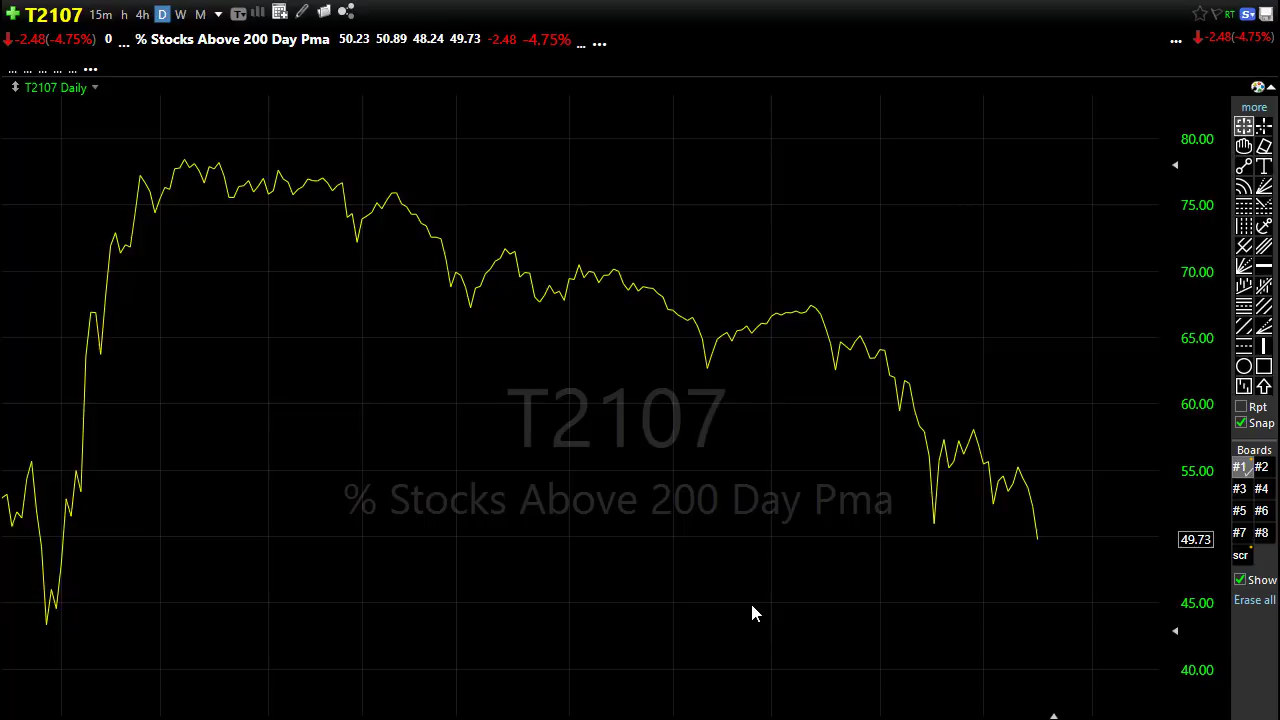 T2107 15m h 4h D W M T RT S
-2.48(-4.75%) 0 ... % Stocks Above 200 Day Pma 50.23 50.89 48.24 49.73 -2.48 -4.75% ... ... ... -2.48(-4.75%)
... ... ... ... ... ...
T2107 Daily
more
80.00
75.00
70.00
65.00
60.00
55.00
49.73
45.00
40.00
T2107
% Stocks Above 200 Day Pma
T
Rpt
Snap
Boards
#1 #2
#3 #4
#5 #6
#7 #8
scr
Show
Erase all